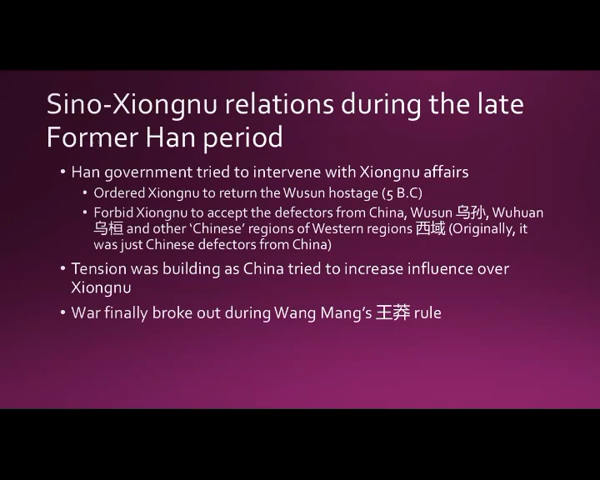 Sino-Xiongnu relations during the late
Former Han period
• Han government tried to intervene with Xiongnu affairs
• Ordered Xiongnu to return the Wusun hostage (5 B.C)
• Forbid Xiongnu to accept the defectors from China, Wusun 乌孙, Wuhuan
乌桓 and other ‘Chinese’ regions of Western regions 西域 (Originally, it
was just Chinese defectors from China)
• Tension was building as China tried to increase influence over
Xiongnu
• War finally broke out during Wang Mang’s 王莽 rule